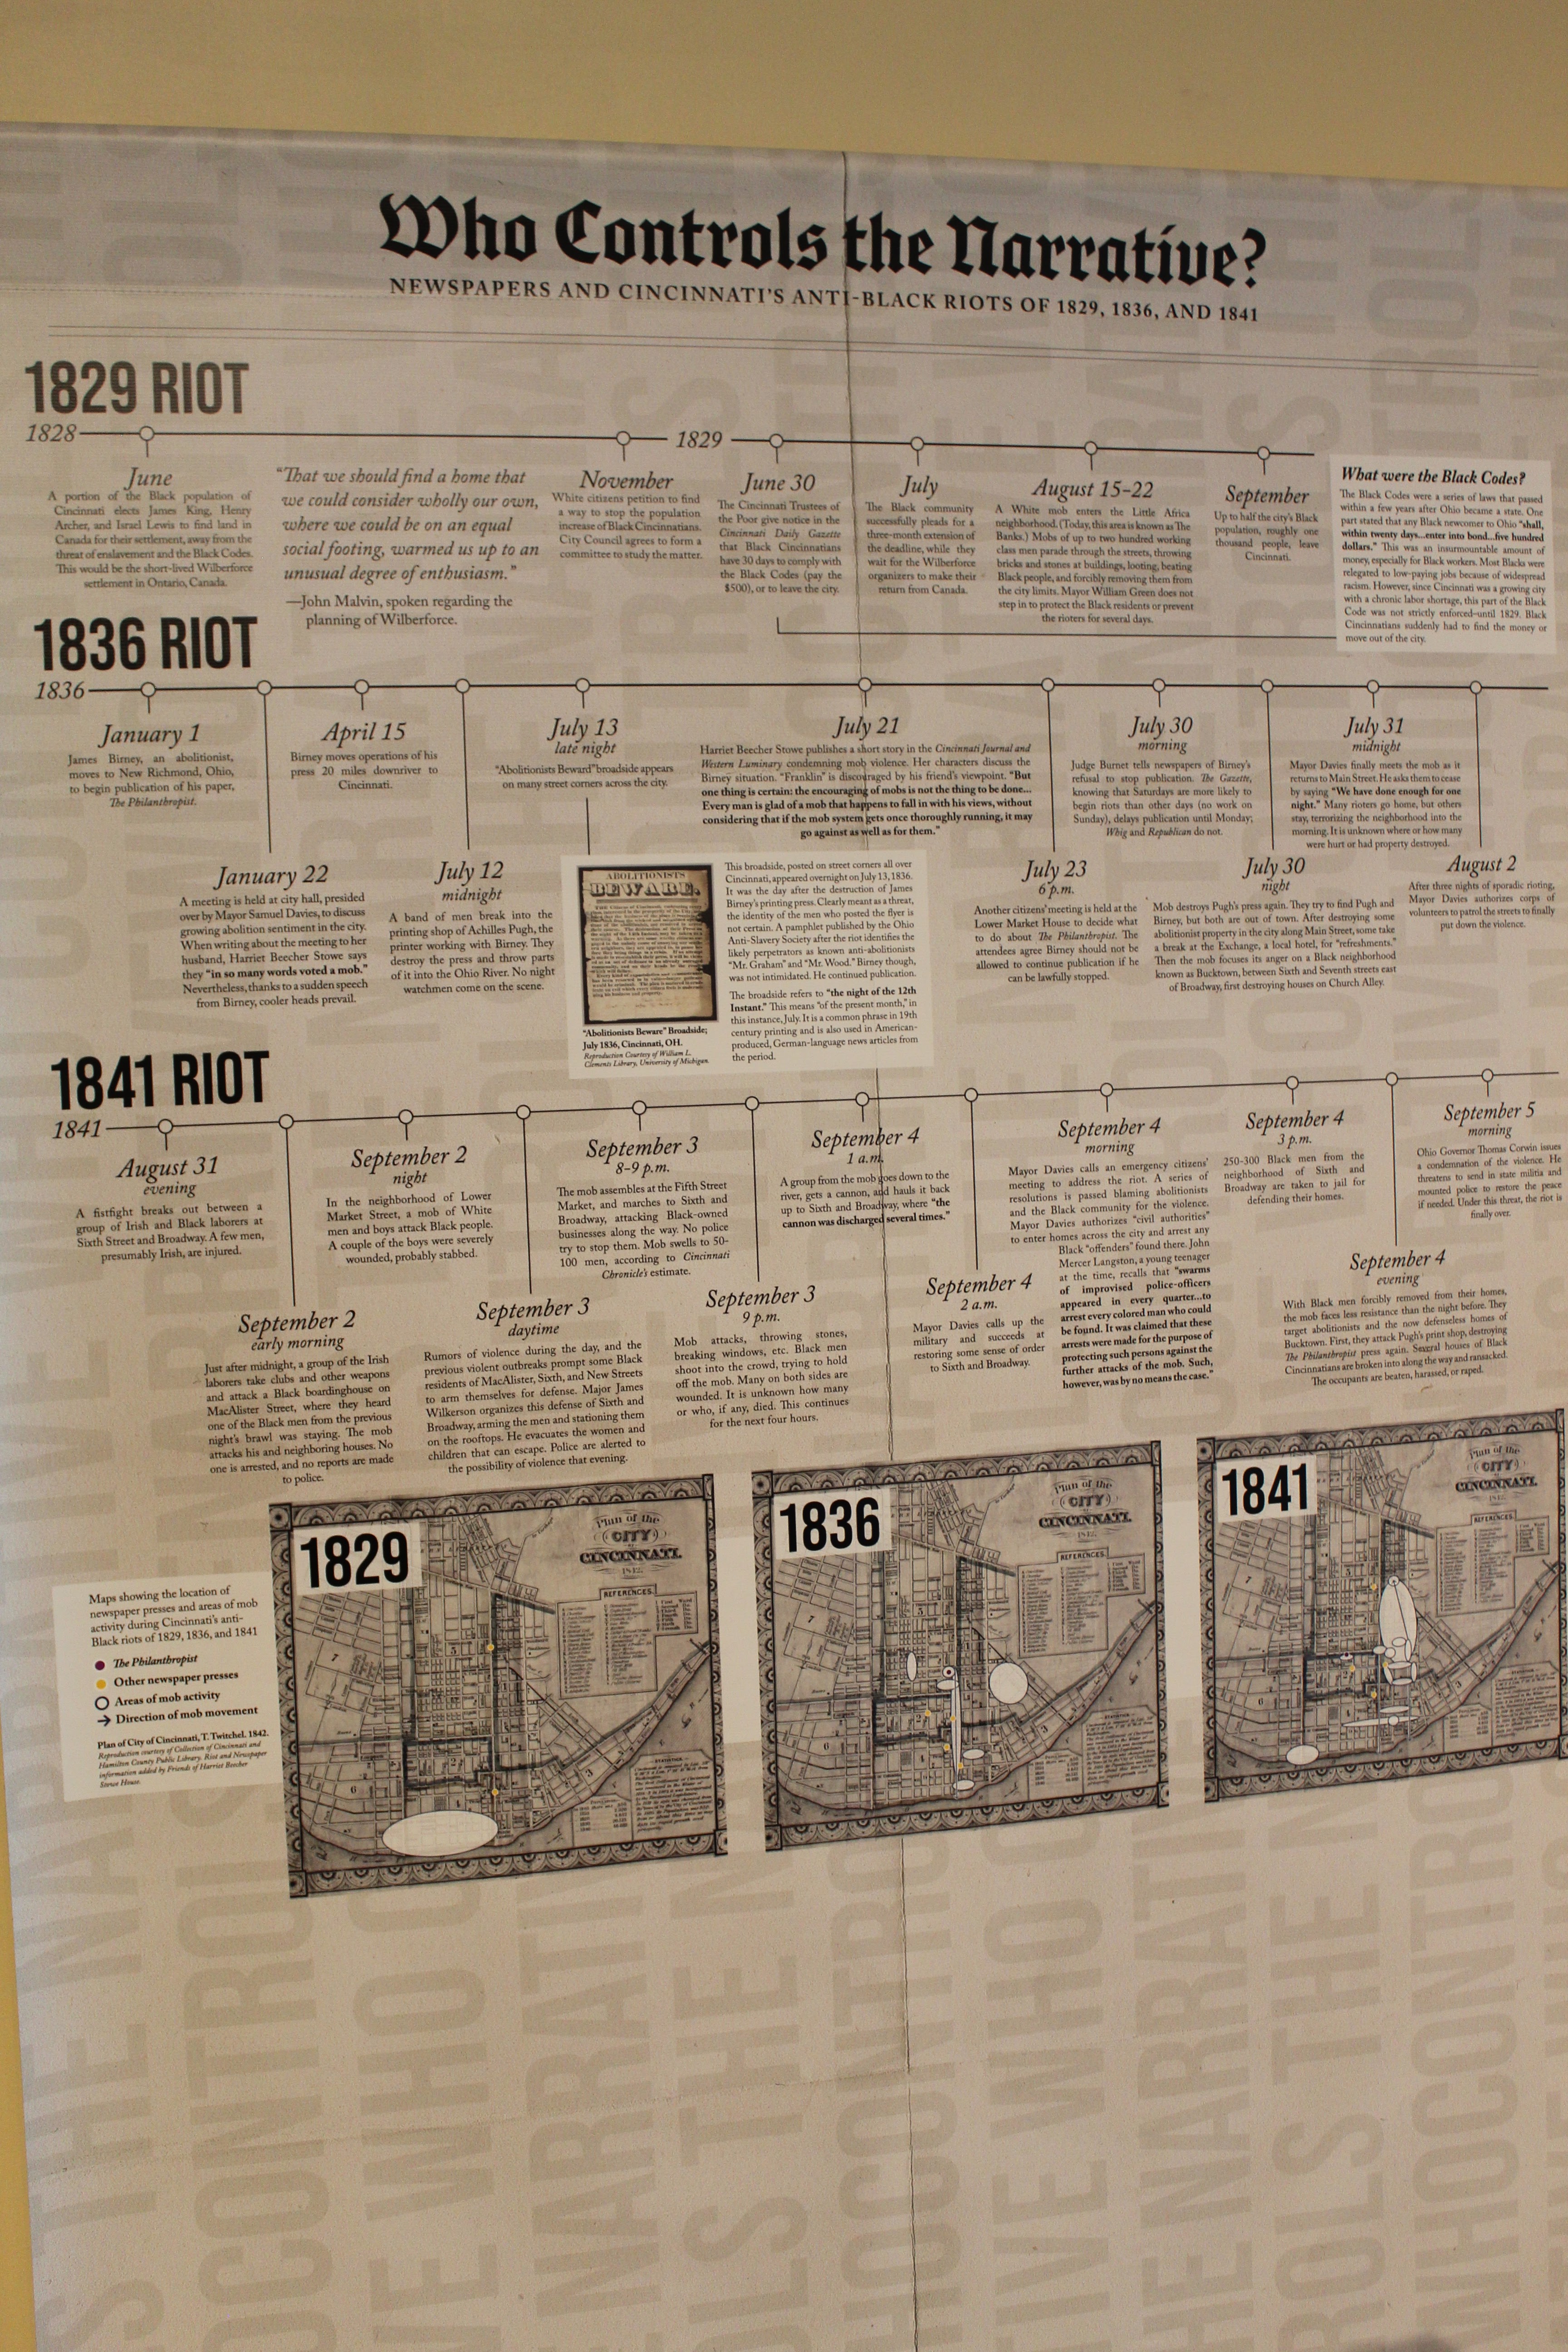 Who Controls the Narrative?
NEWSPAPERS AND CINCINNATI'S ANTI-BLACK RIOTS OF 1829, 1836, AND 1841
1829 RIOT
1828
1829
June
A portion of the Black population of
Cincinnati elects James King, Henry
Archer, and Israel Lewis to find land in
Canada for their settlement, away from the
threat of enslavement and the Black Codes.
This would be the short-lived Wilberforce
settlement in Ontario, Canada.
"That we should find a home that
we could consider wholly our own,
where we could be on an equal
social footing, warmed us up to an
unusual degree of enthusiasm."
—John Malvin, spoken regarding the
planning of Wilberforce.
November
White citizens petition to find
a way to stop the population
increase of Black Cincinnatians.
City Council agrees to form a
committee to study the matter.
June 30
The Cincinnati Trustees of
the Poor give notice in the
Cincinnati Daily Gazette
that Black Cincinnatians
have 30 days to comply with
the Black Codes (pay the
$500), or to leave the city.
July
The Black community
successfully pleads for a
three-month extension of
the deadline, while they
wait for the Wilberforce
organizers to make their
return from Canada.
August 15-22
A White mob enters the Little Africa
neighborhood. (Today, this area is known as The
Banks.) Mobs of up to two hundred working
class men parade through the streets, throwing
bricks and stones at buildings, looting, beating
Black people, and forcibly removing them from
the city limits. Mayor William Green does not
step in to protect the Black residents or prevent
the rioters for several days.
September
Up to half the city's Black
population, roughly one
thousand people, leave
Cincinnati.
What were the Black Codes?
The Black Codes were a series of laws that passed
within a few years after Ohio became a state. One
part stated that any Black newcomer to Ohio "shall,
within twenty days...enter into bond...five hundred
dollars." This was an insurmountable amount of
money, especially for Black workers. Most Blacks were
relegated to low-paying jobs because of widespread
racism. However, since Cincinnati was a growing city
with a chronic labor shortage, this part of the Black
Code was not strictly enforced–until 1829. Black
Cincinnatians suddenly had to find the money or
move out of the city.
1836 RIOT
1836
January 1
James Birney, an abolitionist,
moves to New Richmond, Ohio,
to begin publication of his paper,
The Philanthropist.
January 22
A meeting is held at city hall, presided
over by Mayor Samuel Davies, to discuss
growing abolition sentiment in the city.
When writing about the meeting to her
husband, Harriet Beecher Stowe says
they "in so many words voted a mob."
Nevertheless, thanks to a sudden speech
from Birney, cooler heads prevail.
April 15
Birney moves operations of his
press 20 miles downriver to
Cincinnati.
July 12
midnight
A band of men break into the
printing shop of Achilles Pugh, the
printer working with Birney. They
destroy the press and throw parts
of it into the Ohio River. No night
watchmen come on the scene.
July 13
late night
"Abolitionists Beward" broadside appears
on many street corners across the city.
ABOLITIONISTS
BEWARE.
"Abolitionists Beware" Broadside;
July 1836, Cincinnati, OH.
Reproduction Courtesy of William L.
Clements Library, University of Michigan.
This broadside, posted on street corners all over
Cincinnati, appeared overnight on July 13, 1836.
It was the day after the destruction of James
Birney's printing press. Clearly meant as a threat,
the identity of the men who posted the flyer is
not certain. A pamphlet published by the Ohio
Anti-Slavery Society after the riot identifies the
likely perpetrators as known anti-abolitionists
"Mr. Graham" and "Mr. Wood." Birney though,
was not intimidated. He continued publication.
The broadside refers to "the night of the 12th
Instant." This means "of the present month," in
this instance, July. It is a common phrase in 19th
century printing and is also used in American-
produced, German-language news articles from
the period.
July 21
Harriet Beecher Stowe publishes a short story in the Cincinnati Journal and
Western Luminary condemning mob violence. Her characters discuss the
Birney situation. "Franklin" is discouraged by his friend's viewpoint. "But
one thing is certain: the encouraging of mobs is not the thing to be done...
Every man is glad of a mob that happens to fall in with his views, without
considering that if the mob system gets once thoroughly running, it may
go against as well as for them."
July 23
6 p.m.
Another citizens' meeting is held at the
Lower Market House to decide what
to do about The Philanthropist. The
attendees agree Birney should not be
allowed to continue publication if he
can be lawfully stopped.
July 30
morning
Judge Burnet tells newspapers of Birney's
refusal to stop publication. The Gazette,
knowing that Saturdays are more likely to
begin riots than other days (no work on
Sunday), delays publication until Monday;
Whig and Republican do not.
July 30
night
Mob destroys Pugh's press again. They try to find Pugh and
Birney, but both are out of town. After destroying some
abolitionist property in the city along Main Street, some take
a break at the Exchange, a local hotel, for "refreshments."
Then the mob focuses its anger on a Black neighborhood
known as Bucktown, between Sixth and Seventh streets east
of Broadway, first destroying houses on Church Alley.
July 31
midnight
Mayor Davies finally meets the mob as it
returns to Main Street. He asks them to cease
by saying "We have done enough for one
night." Many rioters go home, but others
stay, terrorizing the neighborhood into the
morning. It is unknown where or how many
were hurt or had property destroyed.
August 2
After three nights of sporadic rioting,
Mayor Davies authorizes corps of
volunteers to patrol the streets to finally
put down the violence.
1841 RIOT
1841
August 31
evening
A fistfight breaks out between a
group of Irish and Black laborers at
Sixth Street and Broadway. A few men,
presumably Irish, are injured.
September 2
early morning
Just after midnight, a group of the Irish
laborers take clubs and other weapons
and attack a Black boardinghouse on
MacAlister Street, where they heard
one of the Black men from the previous
night's brawl was staying. The mob
attacks his and neighboring houses. No
one is arrested, and no reports are made
to police.
September 2
night
In the neighborhood of Lower
Market Street, a mob of White
men and boys attack Black people.
A couple of the boys were severely
wounded, probably stabbed.
September 3
daytime
Rumors of violence during the day, and the
previous violent outbreaks prompt some Black
residents of MacAlister, Sixth, and New Streets
to arm themselves for defense. Major James
Wilkerson organizes this defense of Sixth and
Broadway, arming the men and stationing them
on the rooftops. He evacuates the women and
children that can escape. Police are alerted to
the possibility of violence that evening.
September 3
8–9 p.m.
The mob assembles at the Fifth Street
Market, and marches to Sixth and
Broadway, attacking Black-owned
businesses along the way. No police
try to stop them. Mob swells to 50-
100 men, according to Cincinnati
Chronicle's estimate.
September 3
9 p.m.
Mob attacks, throwing stones,
breaking windows, etc. Black men
shoot into the crowd, trying to hold
off the mob. Many on both sides are
wounded. It is unknown how many
or who, if any, died. This continues
for the next four hours.
September 4
1 a.m.
A group from the mob goes down to the
river, gets a cannon, and hauls it back
up to Sixth and Broadway, where "the
cannon was discharged several times."
September 4
2 a.m.
Mayor Davies calls up the
military and succeeds at
restoring some sense of order
to Sixth and Broadway.
September 4
morning
Mayor Davies calls an emergency citizens'
meeting to address the riot. A series of
resolutions is passed blaming abolitionists
and the Black community for the violence.
Mayor Davies authorizes "civil authorities"
to enter homes across the city and arrest any
Black "offenders" found there. John
Mercer Langston, a young teenager
at the time, recalls that "swarms
of improvised police-officers
appeared in every quarter...to
arrest every colored man who could
be found. It was claimed that these
arrests were made for the purpose of
protecting such persons against the
further attacks of the mob. Such,
however, was by no means the case."
September 4
3 p.m.
250-300 Black men from the
neighborhood of Sixth and
Broadway are taken to jail for
defending their homes.
September 4
evening
With Black men forcibly removed from their homes,
the mob faces less resistance than the night before. They
target abolitionists and the now defenseless homes of
Bucktown. First, they attack Pugh's print shop, destroying
The Philanthropist press again. Several houses of Black
Cincinnatians are broken into along the way and ransacked.
The occupants are beaten, harassed, or raped.
September 5
morning
Ohio Governor Thomas Corwin issues
a condemnation of the violence. He
threatens to send in state militia and
mounted police to restore the peace
if needed. Under this threat, the riot is
finally over.
Maps showing the location of
newspaper presses and areas of mob
activity during Cincinnati's anti-
Black riots of 1829, 1836, and 1841
The Philanthropist
Other newspaper presses
Areas of mob activity
Direction of mob movement
Plan of City of Cincinnati, T. Twitchel. 1842.
Reproduction courtesy of Collection of Cincinnati and
Hamilton County Public Library. Riot and Newspaper
information added by Friends of Harriet Beecher
Stowe House.
1829
Plan of the
CITY
CINCINNATI.
REFERENCES
1836
Plan of the
CITY
CINCINNATI.
REFERENCES
1841
Plan of the
CITY
CINCINNATI.
REFERENCES